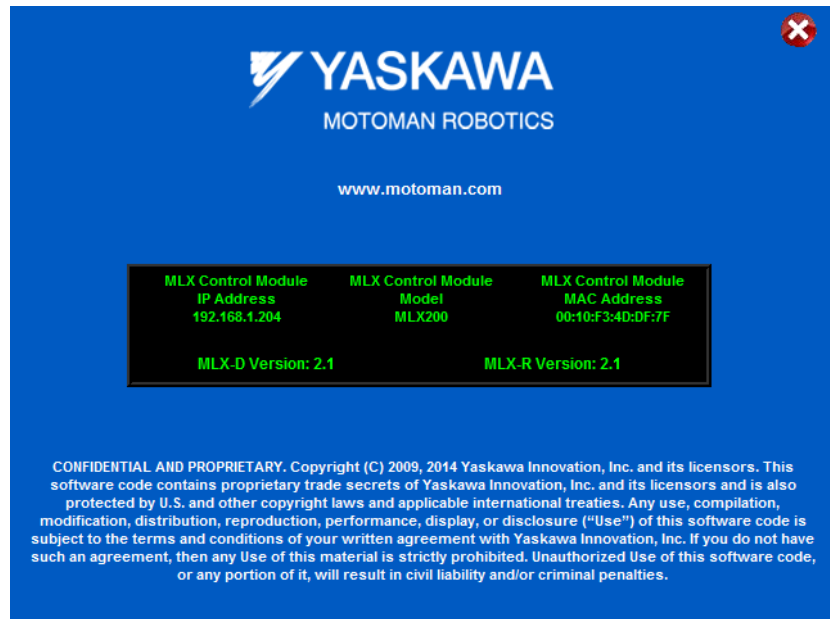 YASKAWA
MOTOMAN ROBOTICS
www.motoman.com
MLX Control Module
IP Address
192.168.1.204
MLX Control Module
Model
MLX200
MLX Control Module
MAC Address
00:10:F3:4D:DF:7F
MLX-D Version: 2.1
MLX-R Version: 2.1
CONFIDENTIAL AND PROPRIETARY. Copyright (C) 2009, 2014 Yaskawa Innovation, Inc. and its licensors. This
software code contains proprietary trade secrets of Yaskawa Innovation, Inc. and its licensors and is also
protected by U.S. and other copyright laws and applicable international treaties. Any use, compilation,
modification, distribution, reproduction, performance, display, or disclosure (“Use”) of this software code is
subject to the terms and conditions of your written agreement with Yaskawa Innovation, Inc. If you do not have
such an agreement, then any Use of this material is strictly prohibited. Unauthorized Use of this software code,
or any portion of it, will result in civil liability and/or criminal penalties.